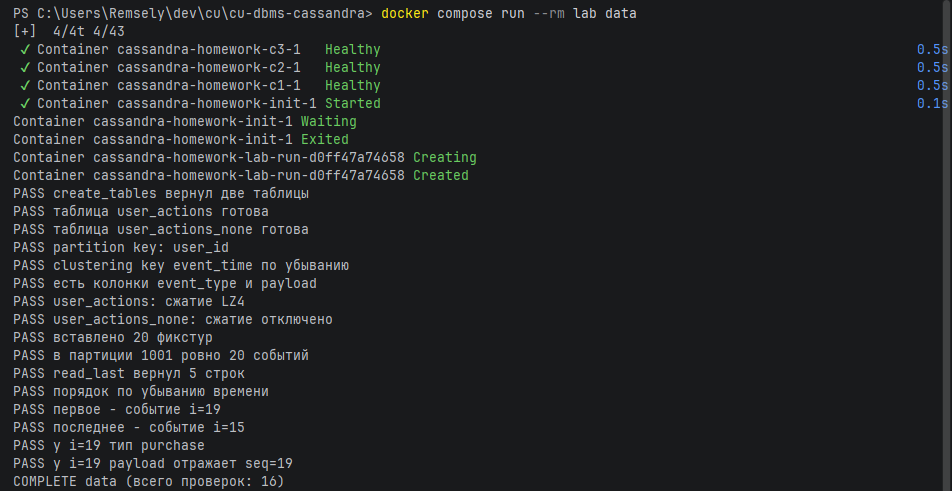 PS C:\Users\Remsely\dev\cu\cu-dbms-cassandra> docker compose run --rm lab data
[+]  4/4t 4/43
✓ Container cassandra-homework-c3-1   Healthy 0.5s
✓ Container cassandra-homework-c2-1   Healthy 0.5s
✓ Container cassandra-homework-c1-1   Healthy 0.5s
✓ Container cassandra-homework-init-1 Started 0.1s
Container cassandra-homework-init-1 Waiting
Container cassandra-homework-init-1 Exited
Container cassandra-homework-lab-run-d0ff47a74658 Creating
Container cassandra-homework-lab-run-d0ff47a74658 Created
PASS create_tables вернул две таблицы
PASS таблица user_actions готова
PASS таблица user_actions_none готова
PASS partition key: user_id
PASS clustering key event_time по убыванию
PASS есть колонки event_type и payload
PASS user_actions: сжатие LZ4
PASS user_actions_none: сжатие отключено
PASS вставлено 20 фикстур
PASS в партиции 1001 ровно 20 событий
PASS read_last вернул 5 строк
PASS порядок по убыванию времени
PASS первое - событие i=19
PASS последнее - событие i=15
PASS у i=19 тип purchase
PASS у i=19 payload отражает seq=19
COMPLETE data (всего проверок: 16)